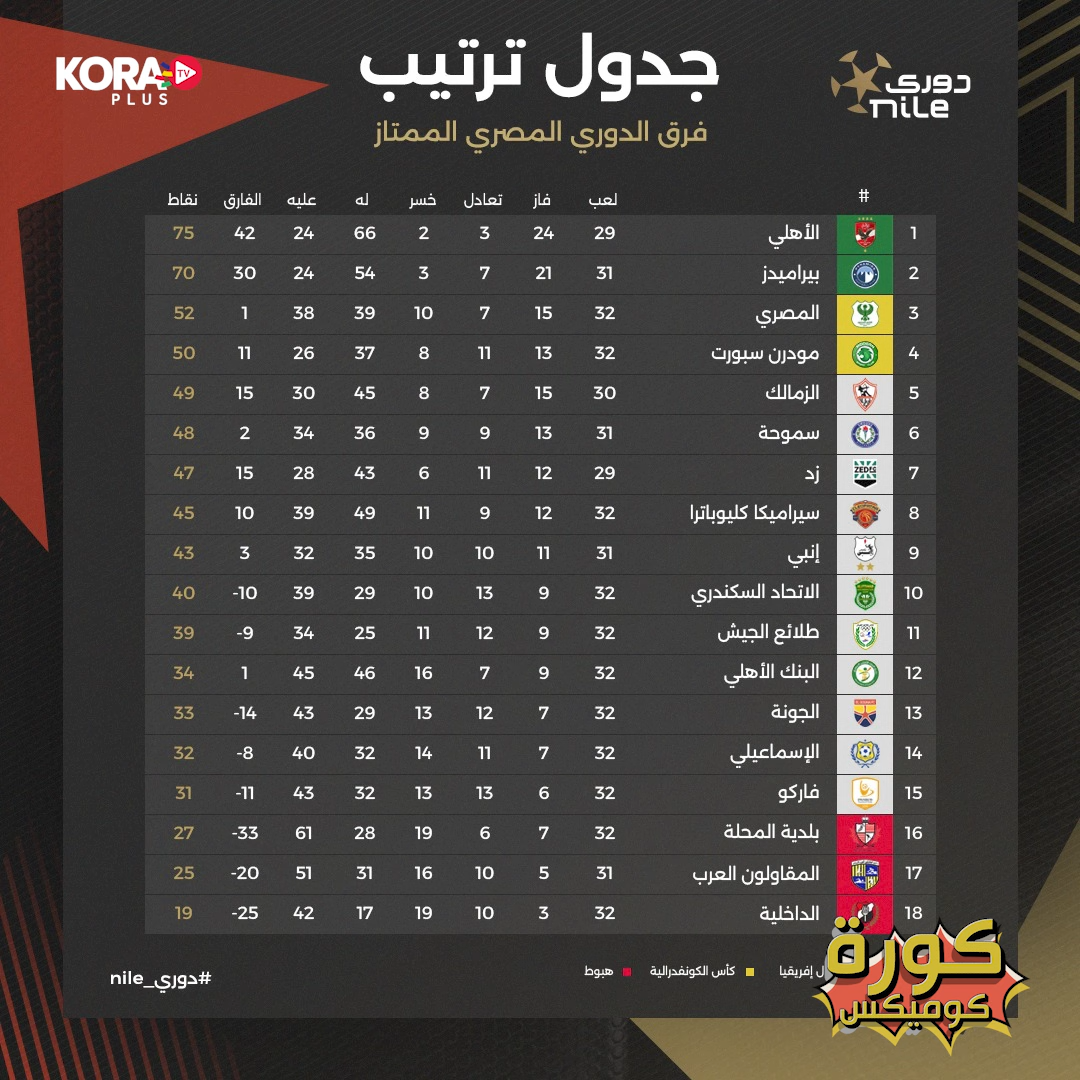 KORA TV
PLUS
جدول ترتيب
فرق الدوري المصري الممتاز
دوري
nile
# لعب فاز تعادل خسر له عليه الفارق نقاط
1 الأهلي 29 24 3 2 66 24 42 75
2 بيراميدز 31 21 7 3 54 24 30 70
3 المصري 32 15 7 10 39 38 1 52
4 مودرن سبورت 32 13 11 8 37 26 11 50
5 الزمالك 30 15 7 8 45 30 15 49
6 سموحة 31 13 9 9 36 34 2 48
7 زد 29 12 11 6 43 28 15 47
8 سيراميكا كليوباترا 32 12 9 11 49 39 10 45
9 إنبي 31 11 10 10 35 32 3 43
10 الاتحاد السكندري 32 9 13 10 29 39 -10 40
11 طلائع الجيش 32 9 12 11 25 34 -9 39
12 البنك الأهلي 32 9 7 16 46 45 1 34
13 الجونة 32 7 12 13 29 43 -14 33
14 الإسماعيلي 32 7 11 14 32 40 -8 32
15 فاركو 32 6 13 13 32 43 -11 31
16 بلدية المحلة 32 7 6 19 28 61 -33 27
17 المقاولون العرب 31 5 10 16 31 51 -20 25
18 الداخلية 32 3 10 19 17 42 -25 19
إفريقيا كأس الكونفدرالية هبوط
#دوري_nile
كورة
كوميكس